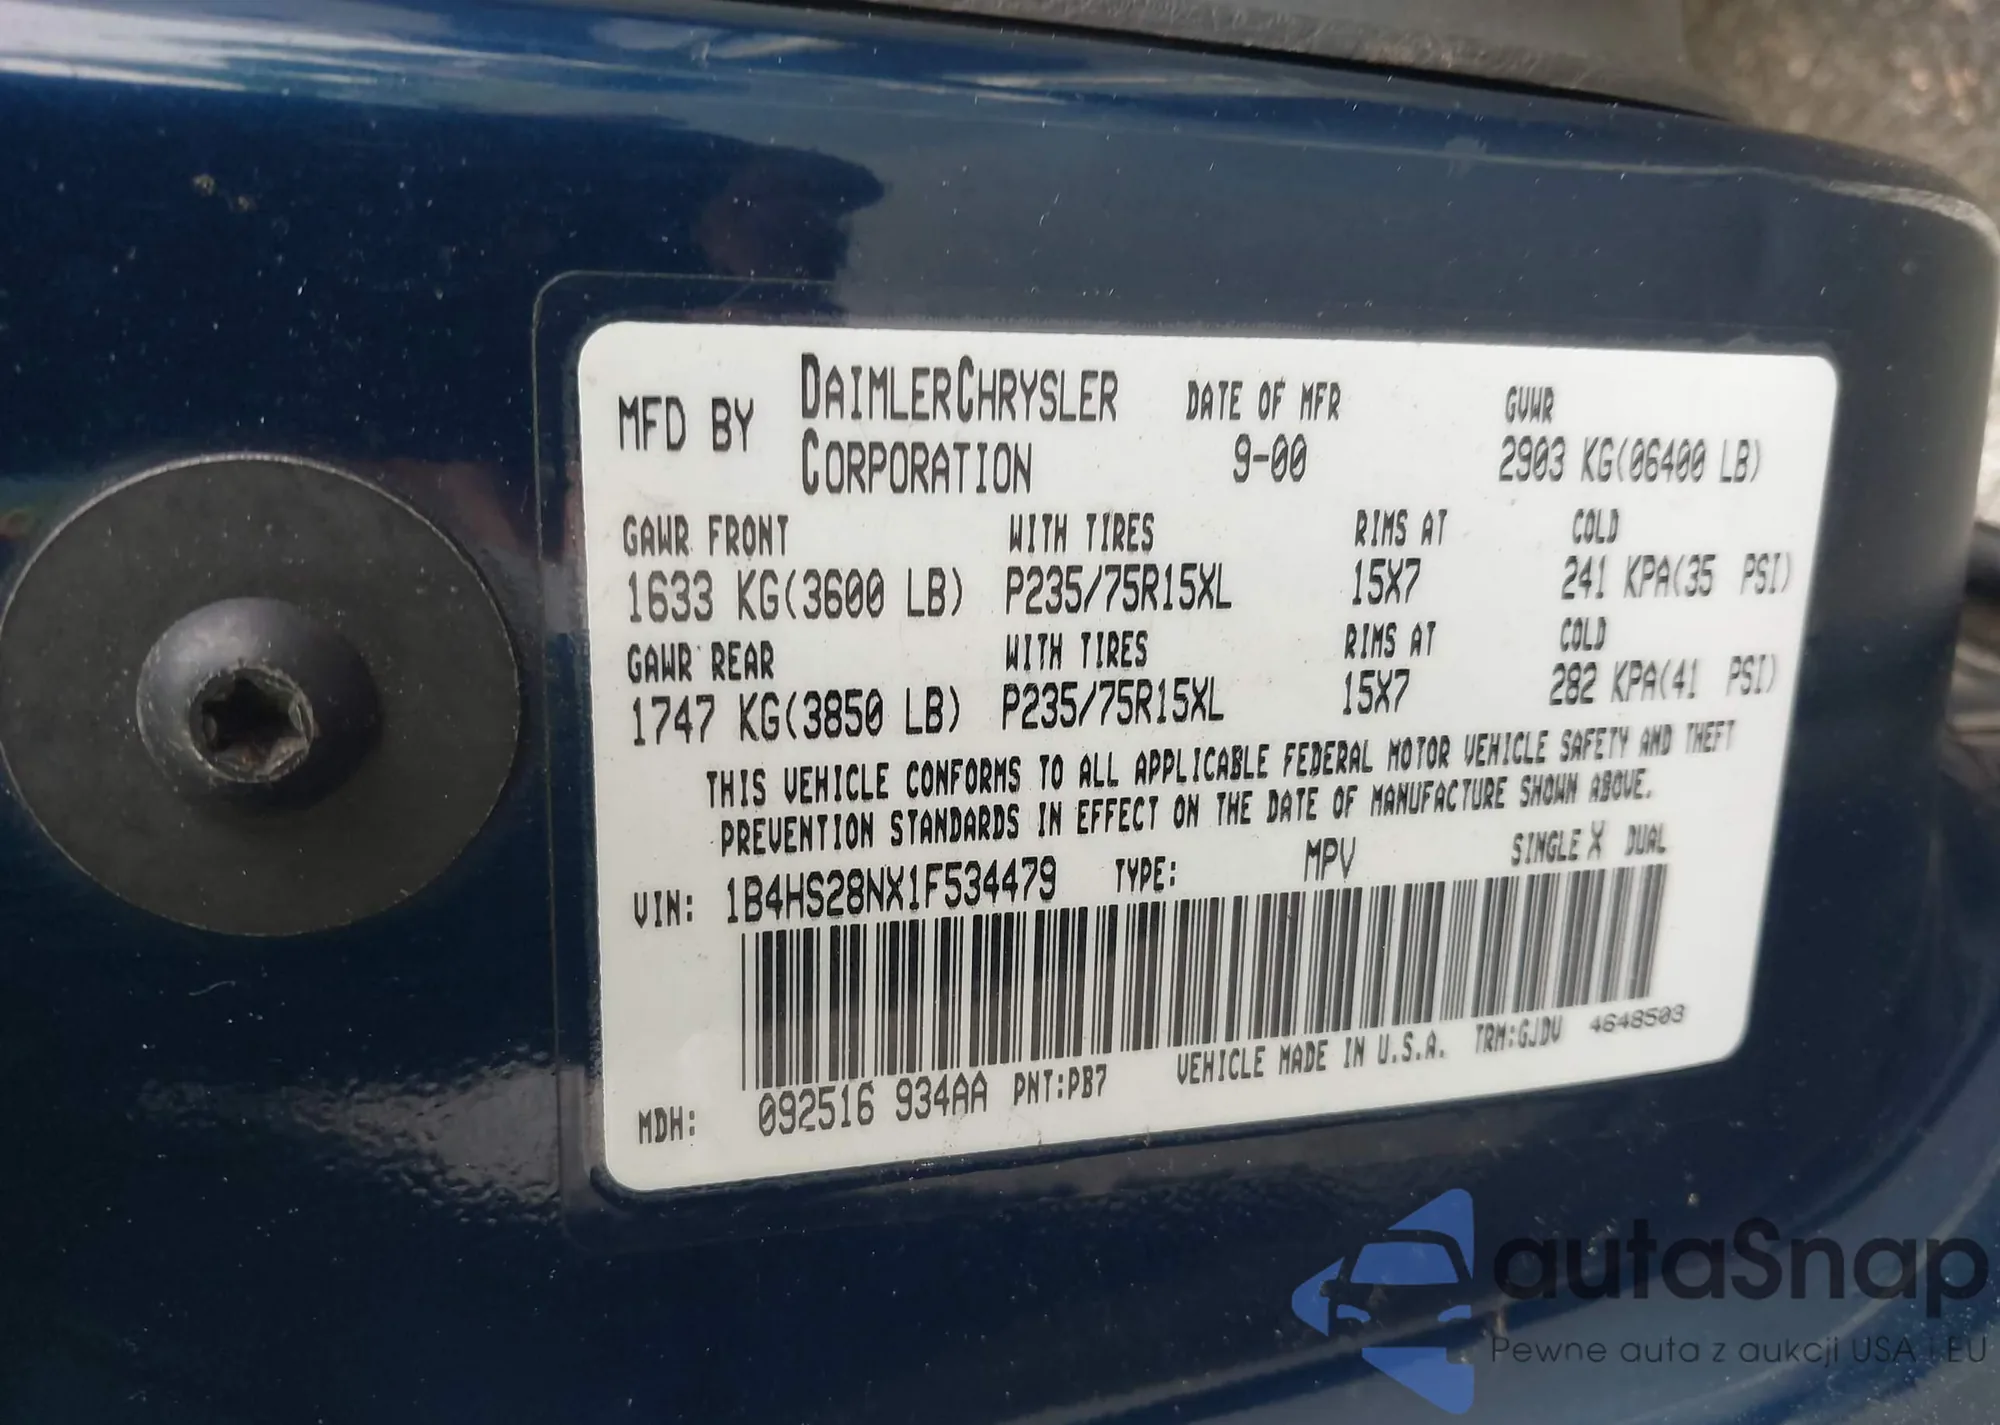 MFD BY DAIMLERCHRYSLER CORPORATION DATE OF MFR 9-00 GVWR 2903 KG(06400 LB)
GAWR FRONT WITH TIRES RIMS AT COLD
1633 KG(3600 LB) P235/75R15XL 15X7 241 KPA(35 PSI)
GAWR REAR WITH TIRES RIMS AT COLD
1747 KG(3850 LB) P235/75R15XL 15X7 282 KPA(41 PSI)
THIS VEHICLE CONFORMS TO ALL APPLICABLE FEDERAL MOTOR VEHICLE SAFETY AND THEFT
PREVENTION STANDARDS IN EFFECT ON THE DATE OF MANUFACTURE SHOWN ABOVE.
VIN: 1B4HS28NX1F534479 TYPE: MPV SINGLE X DUAL
MDH: 092516 934AA PNT:PB7 VEHICLE MADE IN U.S.A. TRM:GJDV 4648503
autaSnap
Pewne auta z aukcji USA i EU